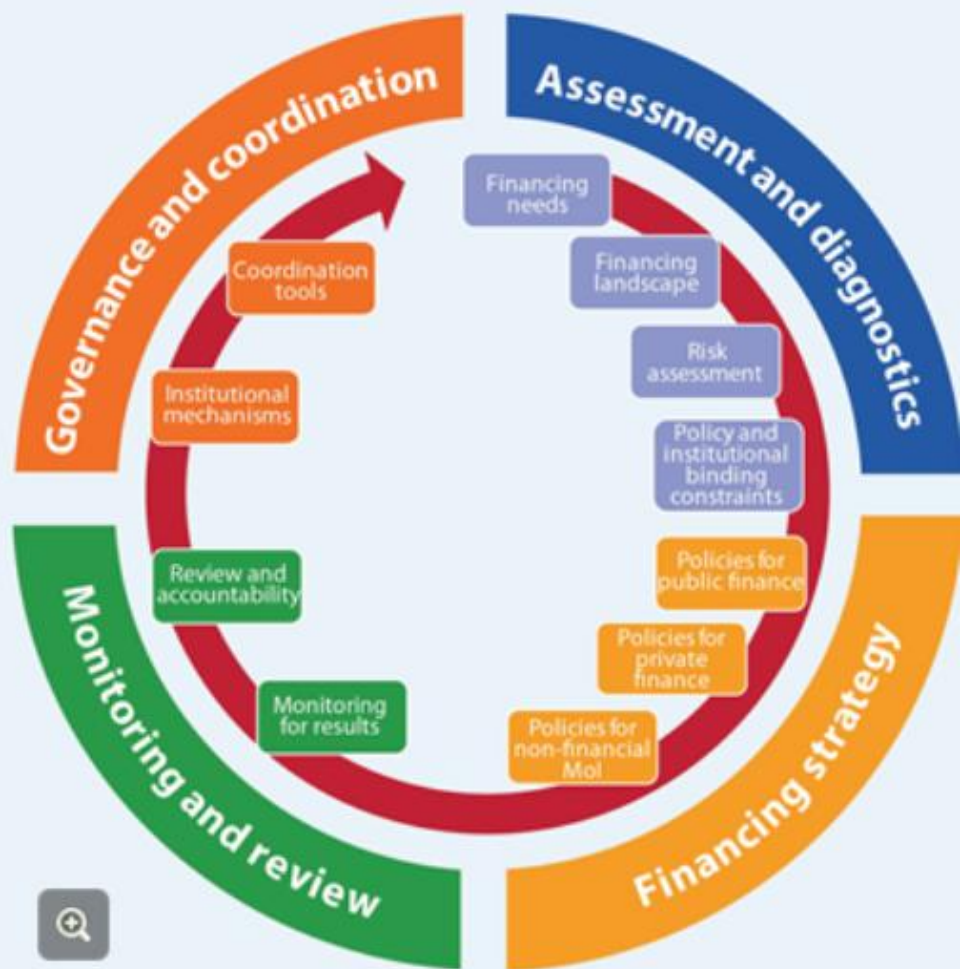 Assessment and diagnostics
Financing
needs
Financing
landscape
Risk
assessment
Policy and
institutional
binding
constraints
Financing strategy
Policies for
public finance
Policies for
private
finance
Policies for
non-financial
MoI
Monitoring and review
Monitoring
for results
Review and
accountability
Governance and coordination
Institutional
mechanisms
Coordination
tools